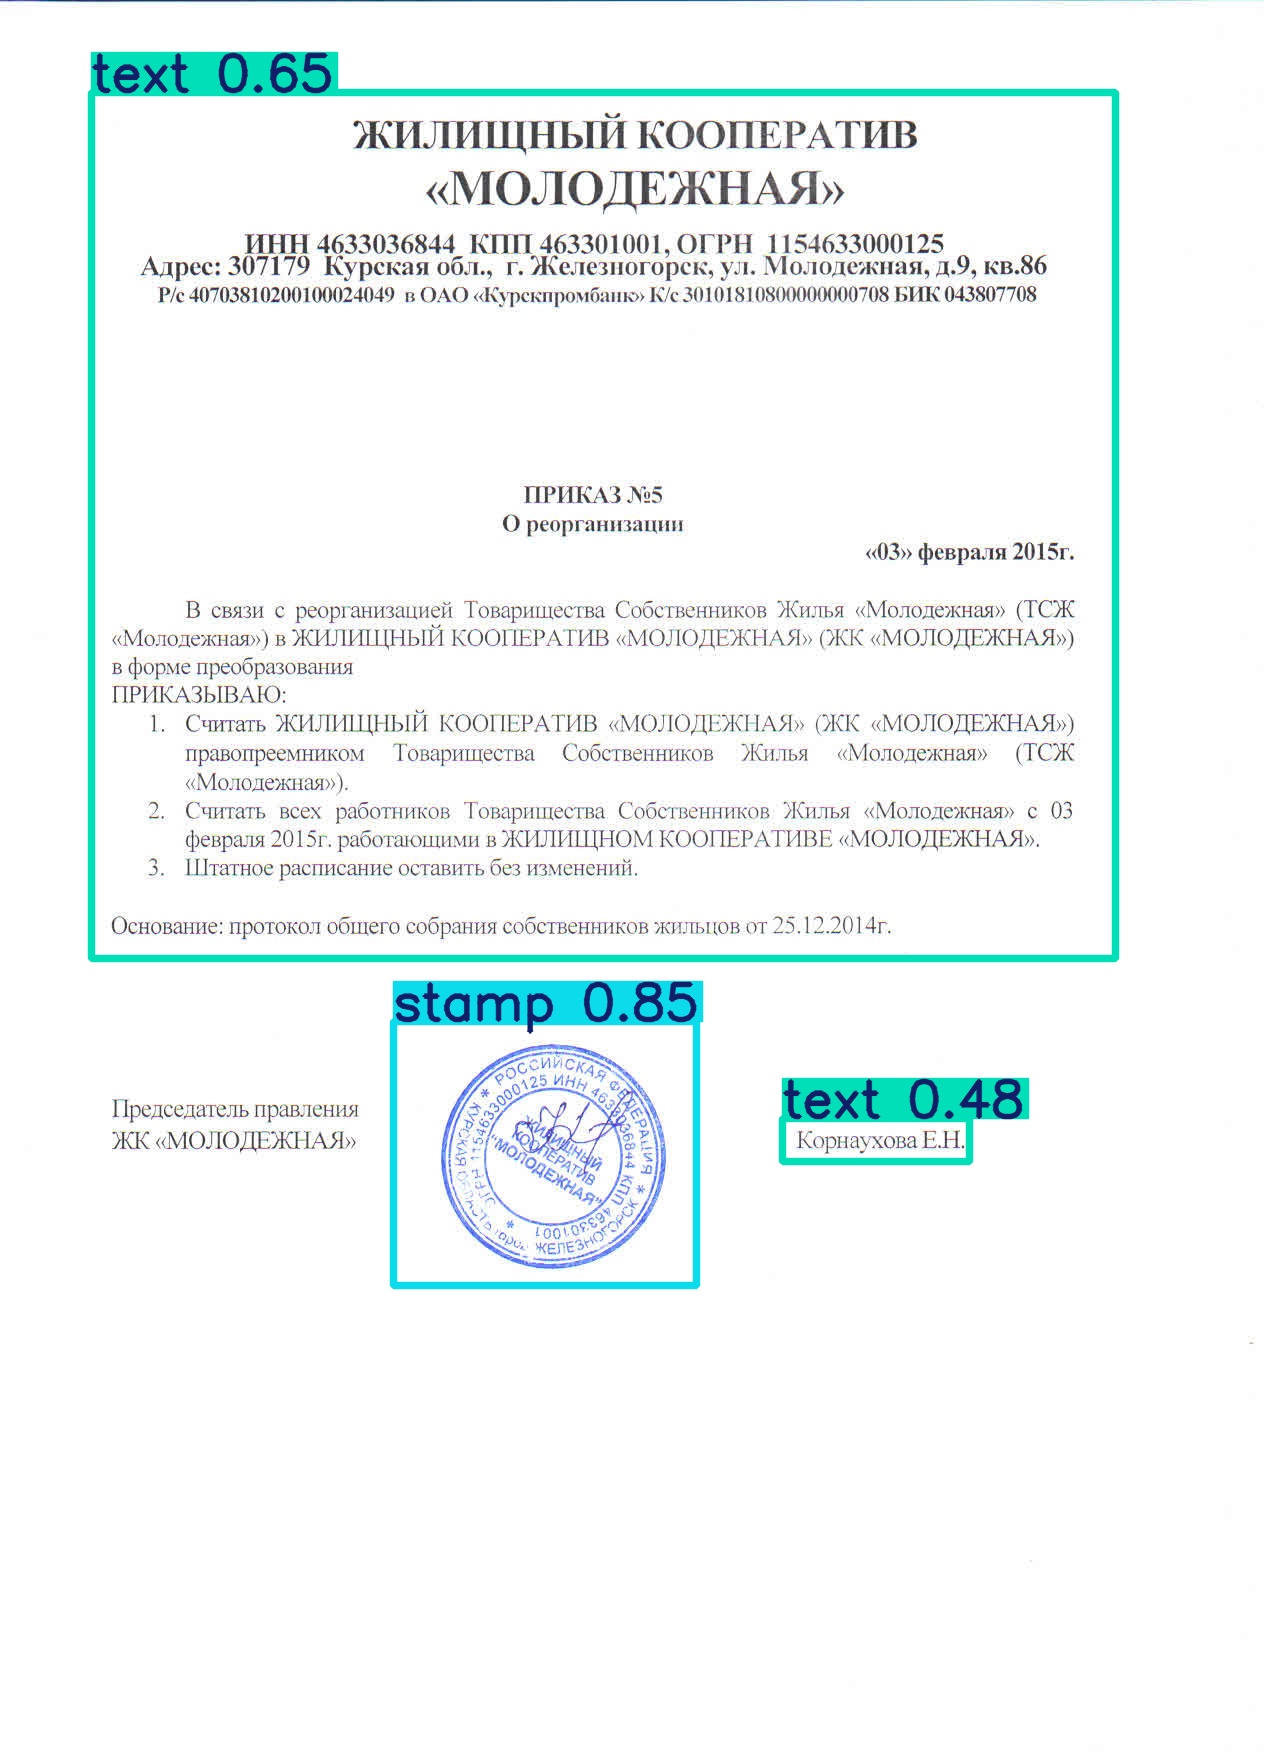 text 0.65
ЖИЛИЩНЫЙ КООПЕРАТИВ
«МОЛОДЕЖНАЯ»
ИНН 4633036844 КПП 463301001, ОГРН 1154633000125
Адрес: 307179 Курская обл., г. Железногорск, ул. Молодежная, д.9, кв.86
Р/с 40703810200100024049 в ОАО «Курскпромбанк» К/с 30101810800000000708 БИК 043807708
ПРИКАЗ №5
О реорганизации
«03» февраля 2015г.
В связи с реорганизацией Товарищества Собственников Жилья «Молодежная» (ТСЖ
«Молодежная») в ЖИЛИЩНЫЙ КООПЕРАТИВ «МОЛОДЕЖНАЯ» (ЖК «МОЛОДЕЖНАЯ»)
в форме преобразования
ПРИКАЗЫВАЮ:
1. Считать ЖИЛИЩНЫЙ КООПЕРАТИВ «МОЛОДЕЖНАЯ» (ЖК «МОЛОДЕЖНАЯ»)
правопреемником Товарищества Собственников Жилья «Молодежная» (ТСЖ
«Молодежная»).
2. Считать всех работников Товарищества Собственников Жилья «Молодежная» с 03
февраля 2015г. работающими в ЖИЛИЩНОМ КООПЕРАТИВЕ «МОЛОДЕЖНАЯ».
3. Штатное расписание оставить без изменений.
Основание: протокол общего собрания собственников жильцов от 25.12.2014г.
stamp 0.85
Председатель правления
ЖК «МОЛОДЕЖНАЯ»
* РОССИЙСКАЯ ФЕДЕРАЦИЯ * КУРСКАЯ ОБЛАСТЬ город ЖЕЛЕЗНОГОРСК
* ОГРН 1154633000125 ИНН 4633036844 КПП 463301001
ЖИЛИЩНЫЙ
КООПЕРАТИВ
"МОЛОДЕЖНАЯ"
text 0.48
Корнаухова Е.Н.